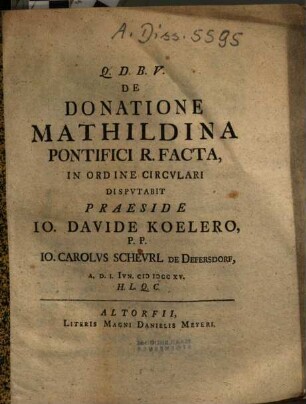 A. Diss. 5595
Q. D. B. V.
DE
DONATIONE
MATHILDINA
PONTIFICI R. FACTA,
IN ORDINE CIRCVLARI
DISPVTABIT
PRAESIDE
IO. DAVIDE KOELERO,
P. P.
IO. CAROLVS SCHEVRL DE DEFERSDORF,
A. D. I. IVN. CIƆ IƆCC XV.
H. L. Q. C.
ALTORFII,
LITERIS MAGNI DANIELIS MEYERI.